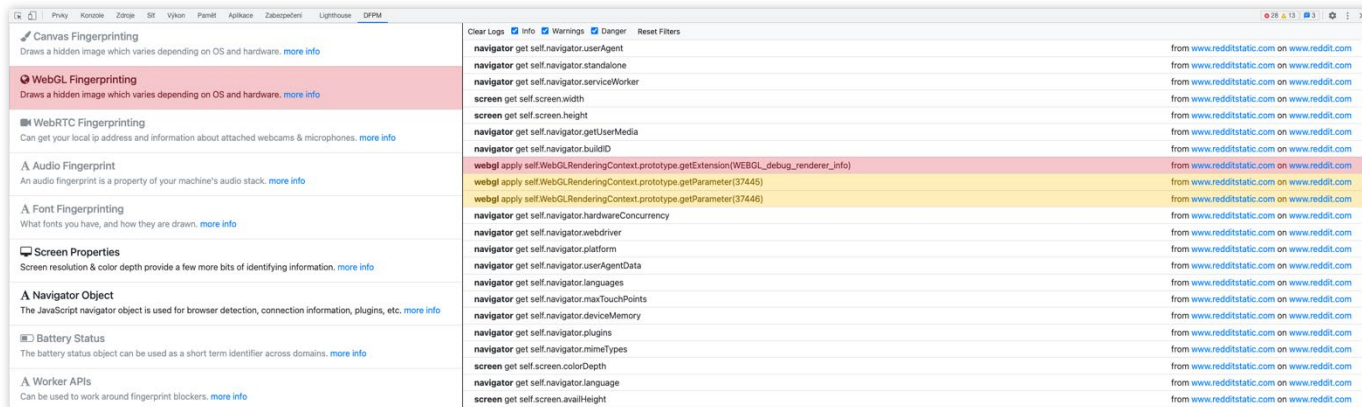 Prvky Konzole Zdroje Síť Výkon Paměť Aplikace Zabezpečení Lighthouse DFPM 28 13 3
Canvas Fingerprinting
Draws a hidden image which varies depending on OS and hardware. more info
WebGL Fingerprinting
Draws a hidden image which varies depending on OS and hardware. more info
WebRTC Fingerprinting
Can get your local ip address and information about attached webcams & microphones. more info
Audio Fingerprint
An audio fingerprint is a property of your machine's audio stack. more info
Font Fingerprinting
What fonts you have, and how they are drawn. more info
Screen Properties
Screen resolution & color depth provide a few more bits of identifying information. more info
Navigator Object
The JavaScript navigator object is used for browser detection, connection information, plugins, etc. more info
Battery Status
The battery status object can be used as a short term identifier across domains. more info
Worker APIs
Can be used to work around fingerprint blockers. more info
Clear Logs Info Warnings Danger Reset Filters
navigator get self.navigator.userAgent from www.redditstatic.com on www.reddit.com
navigator get self.navigator.standalone from www.redditstatic.com on www.reddit.com
navigator get self.navigator.serviceWorker from www.redditstatic.com on www.reddit.com
screen get self.screen.width from www.redditstatic.com on www.reddit.com
screen get self.screen.height from www.redditstatic.com on www.reddit.com
navigator get self.navigator.getUserMedia from www.redditstatic.com on www.reddit.com
navigator get self.navigator.buildID from www.redditstatic.com on www.reddit.com
webgl apply self.WebGLRenderingContext.prototype.getExtension(WEBGL_debug_renderer_info) from www.redditstatic.com on www.reddit.com
webgl apply self.WebGLRenderingContext.prototype.getParameter(37445) from www.redditstatic.com on www.reddit.com
webgl apply self.WebGLRenderingContext.prototype.getParameter(37446) from www.redditstatic.com on www.reddit.com
navigator get self.navigator.hardwareConcurrency from www.redditstatic.com on www.reddit.com
navigator get self.navigator.webdriver from www.redditstatic.com on www.reddit.com
navigator get self.navigator.platform from www.redditstatic.com on www.reddit.com
navigator get self.navigator.userAgentData from www.redditstatic.com on www.reddit.com
navigator get self.navigator.languages from www.redditstatic.com on www.reddit.com
navigator get self.navigator.maxTouchPoints from www.redditstatic.com on www.reddit.com
navigator get self.navigator.deviceMemory from www.redditstatic.com on www.reddit.com
navigator get self.navigator.plugins from www.redditstatic.com on www.reddit.com
navigator get self.navigator.mimeTypes from www.redditstatic.com on www.reddit.com
screen get self.screen.colorDepth from www.redditstatic.com on www.reddit.com
navigator get self.navigator.language from www.redditstatic.com on www.reddit.com
screen get self.screen.availHeight from www.redditstatic.com on www.reddit.com